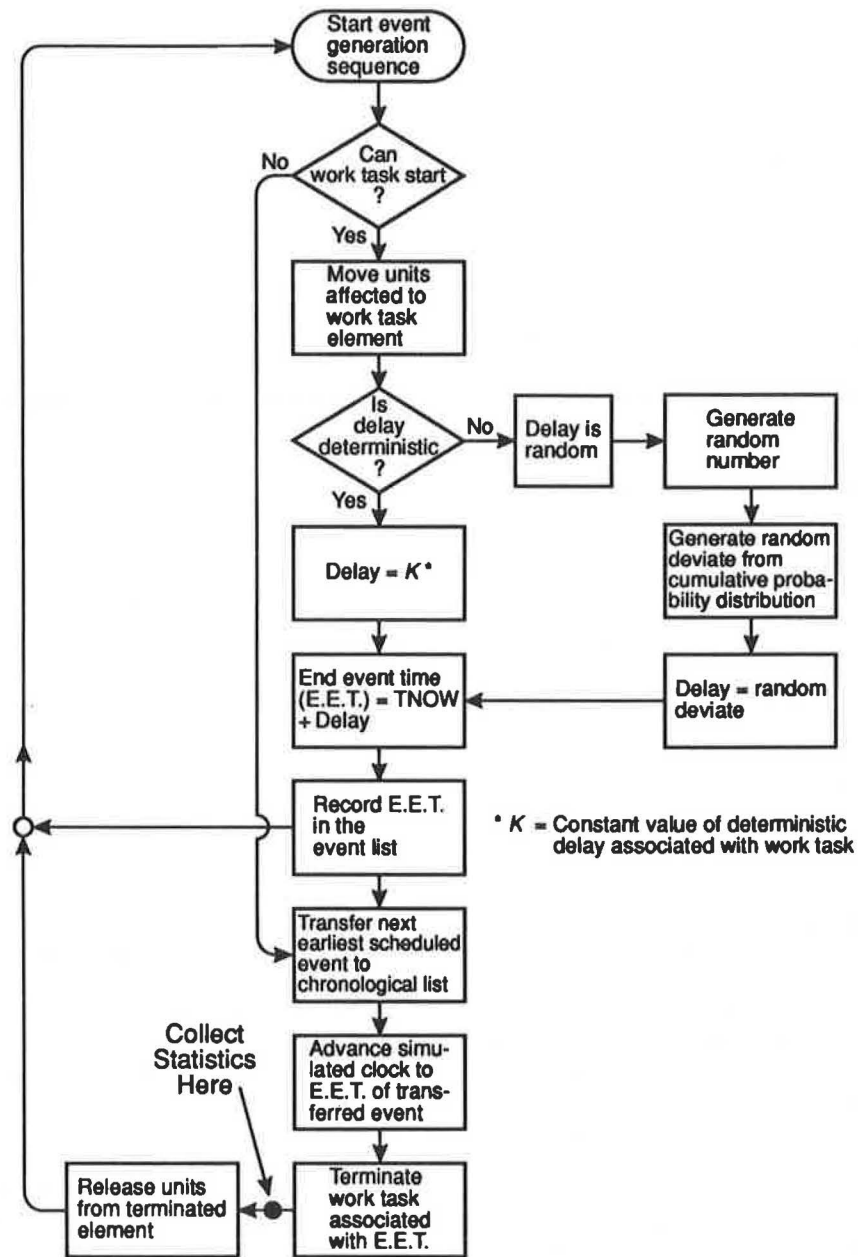 Start event
generation
sequence
Can
work task start
?
No
Yes
Move units
affected to
work task
element
Is
delay
deterministic
?
No
Yes
Delay is
random
Generate
random
number
Generate random
deviate from
cumulative proba-
bility distribution
Delay = random
deviate
Delay = K*
End event time
(E.E.T.) = TNOW
+ Delay
Record E.E.T.
in the
event list
* K = Constant value of deterministic
delay associated with work task
Transfer next
earliest scheduled
event to
chronological list
Advance simu-
lated clock to
E.E.T. of trans-
ferred event
Collect
Statistics
Here
Terminate
work task
associated
with E.E.T.
Release units
from terminated
element